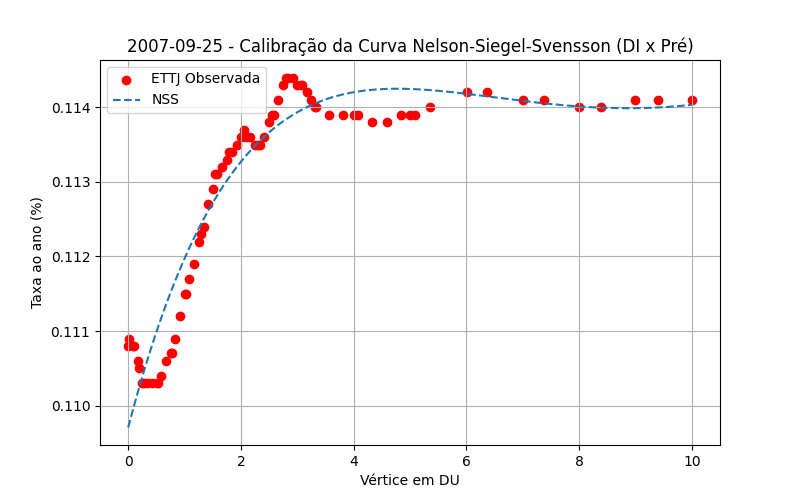 2007-09-25 - Calibração da Curva Nelson-Siegel-Svensson (DI x Pré)
ETTJ Observada
NSS
Taxa ao ano (%)
0.114
0.113
0.112
0.111
0.110
0 2 4 6 8 10
Vértice em DU